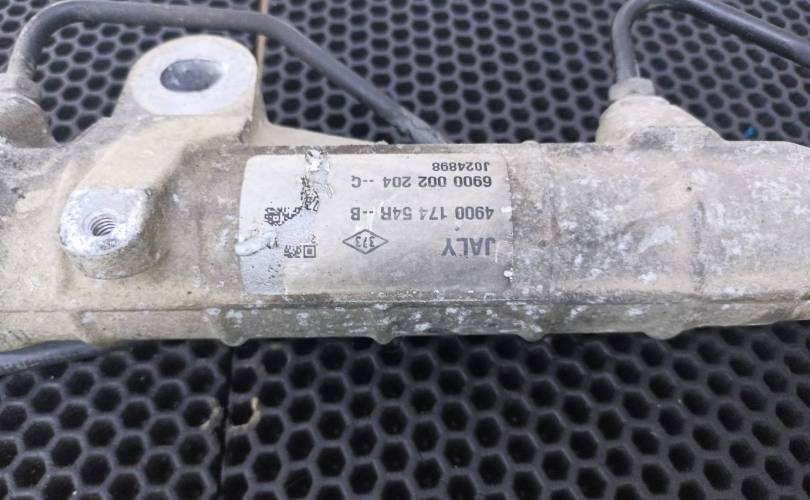 JALY 373
4900 174 54R--B
6900 002 204 --C
J024898